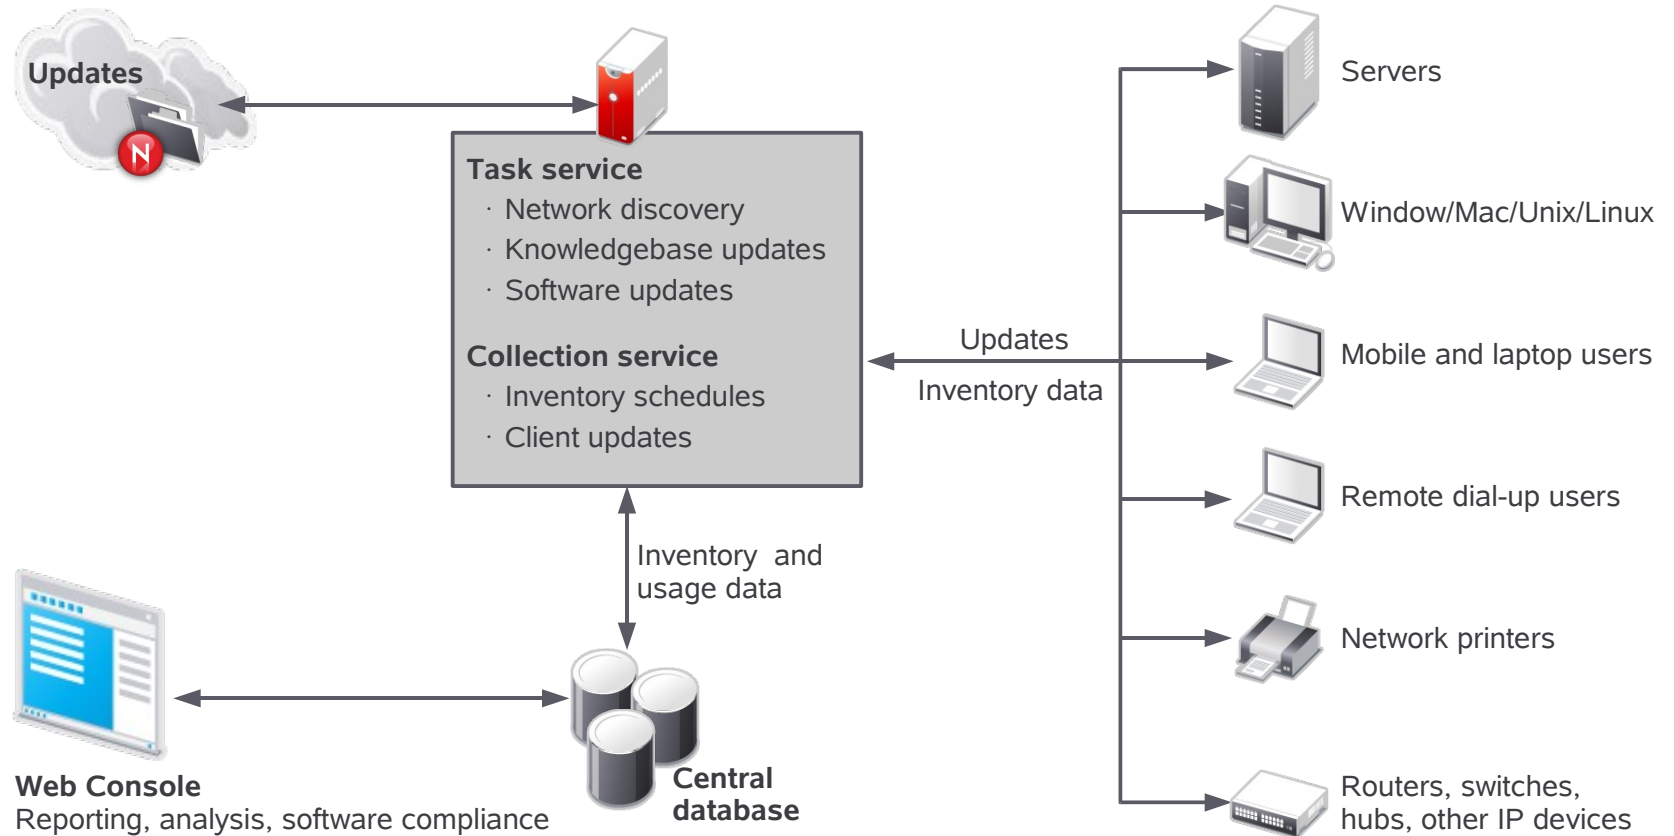 Updates
N
Task service
· Network discovery
· Knowledgebase updates
· Software updates
Collection service
· Inventory schedules
· Client updates
Updates
Inventory data
Servers
Window/Mac/Unix/Linux
Mobile and laptop users
Remote dial-up users
Network printers
Routers, switches,
hubs, other IP devices
Inventory and
usage data
Web Console
Reporting, analysis, software compliance
Central
database